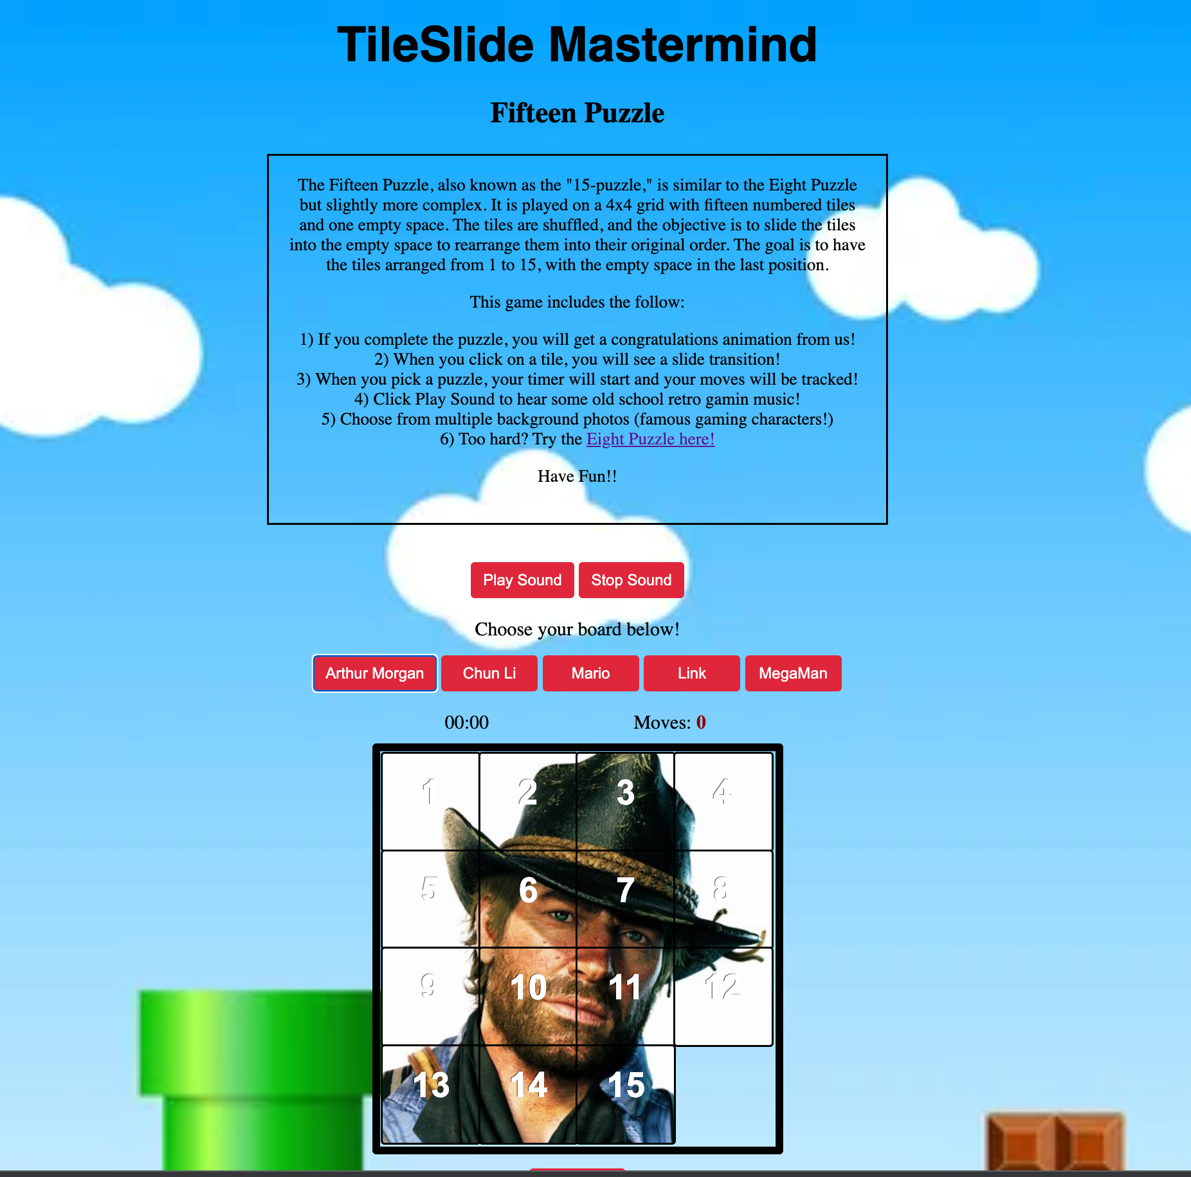 TileSlide Mastermind
Fifteen Puzzle
The Fifteen Puzzle, also known as the "15-puzzle," is similar to the Eight Puzzle
but slightly more complex. It is played on a 4x4 grid with fifteen numbered tiles
and one empty space. The tiles are shuffled, and the objective is to slide the tiles
into the empty space to rearrange them into their original order. The goal is to have
the tiles arranged from 1 to 15, with the empty space in the last position.
This game includes the follow:
1) If you complete the puzzle, you will get a congratulations animation from us!
2) When you click on a tile, you will see a slide transition!
3) When you pick a puzzle, your timer will start and your moves will be tracked!
4) Click Play Sound to hear some old school retro gamin music!
5) Choose from multiple background photos (famous gaming characters!)
6) Too hard? Try the Eight Puzzle here!
Have Fun!!
Play Sound Stop Sound
Choose your board below!
Arthur Morgan Chun Li Mario Link MegaMan
00:00 Moves: 0
1 2 3 4
5 6 7 8
9 10 11 12
13 14 15